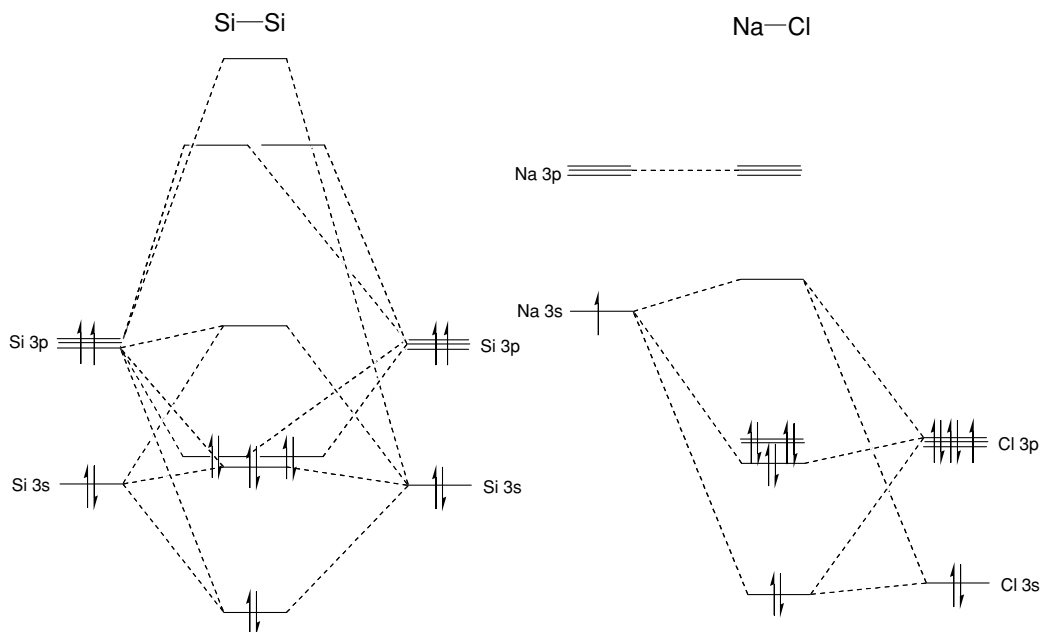 Si—Si
Na—Cl
Na 3p
Na 3s
Si 3p
Si 3p
Cl 3p
Si 3s
Si 3s
Cl 3s